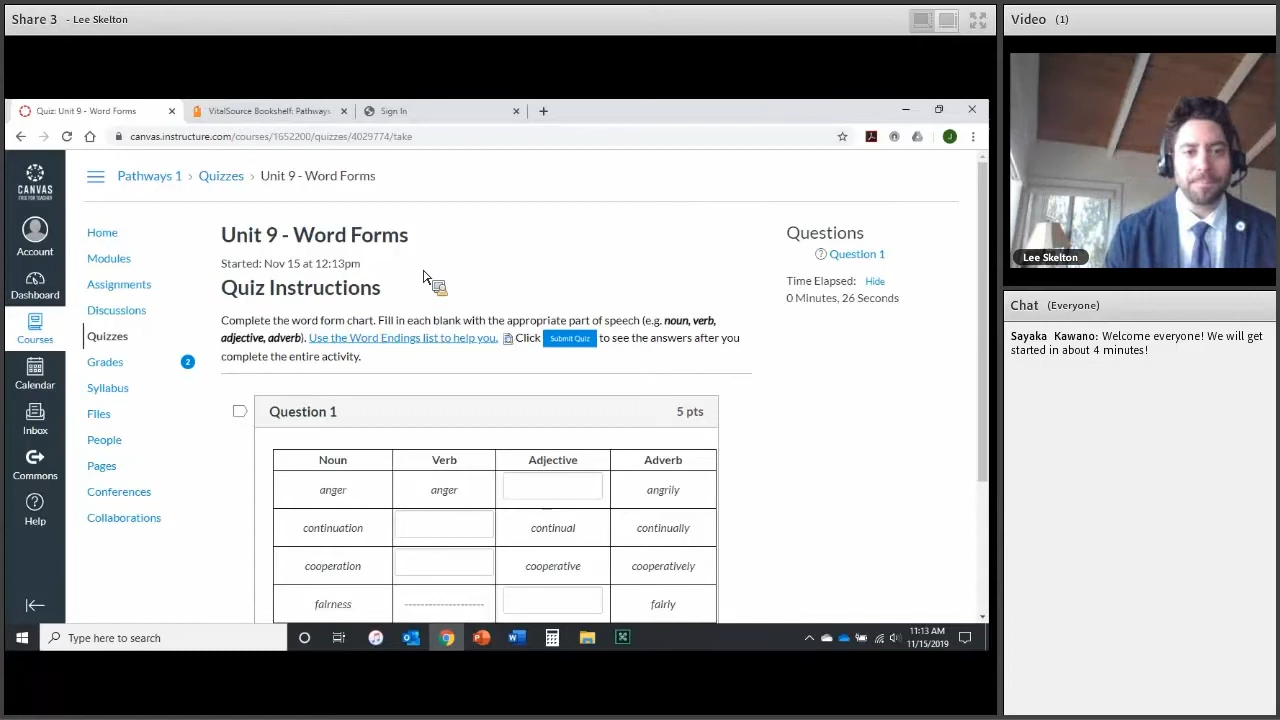 Share 3 - Lee Skelton
Video (1)
Quiz: Unit 9 - Word Forms
VitalSource Bookshelf: Pathways
Sign In
canvas.instructure.com/courses/1652200/quizzes/4029774/take
J
CANVAS
FREE FOR TEACHER
Account
Dashboard
Courses
Calendar
Inbox
Commons
Help
Pathways 1 › Quizzes › Unit 9 - Word Forms
Home
Modules
Assignments
Discussions
Quizzes
Grades 2
Syllabus
Files
People
Pages
Conferences
Collaborations
Unit 9 - Word Forms
Started: Nov 15 at 12:13pm
Quiz Instructions
Complete the word form chart. Fill in each blank with the appropriate part of speech (e.g. noun, verb,
adjective, adverb). Use the Word Endings list to help you. Click Submit Quiz to see the answers after you
complete the entire activity.
Question 1 5 pts
Noun Verb Adjective Adverb
anger anger angrily
continuation continual continually
cooperation cooperative cooperatively
fairness -------------------- fairly
Questions
Question 1
Time Elapsed: Hide
0 Minutes, 26 Seconds
Type here to search
11:13 AM
11/15/2019
Lee Skelton
Chat (Everyone)
Sayaka Kawano: Welcome everyone! We will get
started in about 4 minutes!